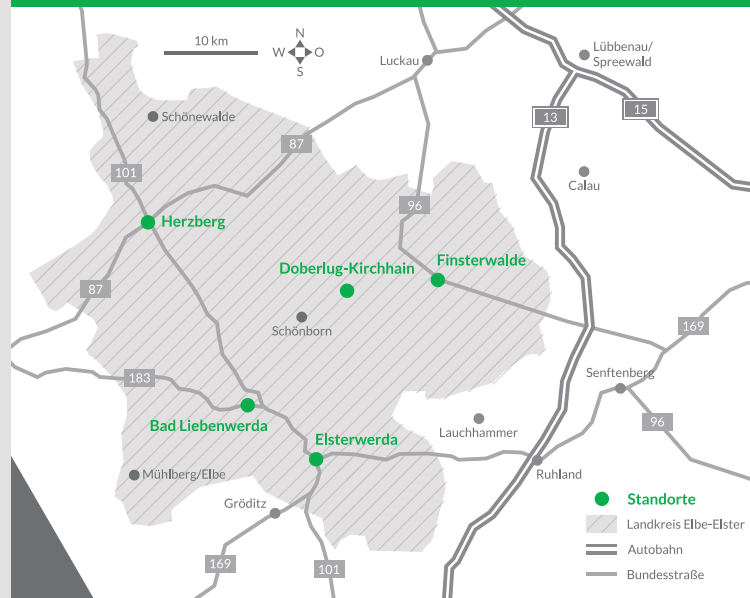 10 km
N
W O
S
Luckau
Lübbenau/
Spreewald
Schönewalde
13
15
87
101
Calau
96
Herzberg
Finsterwalde
Doberlug-Kirchhain
87
Schönborn
169
183
Senftenberg
Bad Liebenwerda
96
Elsterwerda
Lauchhammer
Mühlberg/Elbe
Ruhland
Gröditz
Standorte
Landkreis Elbe-Elster
Autobahn
169
101
Bundesstraße